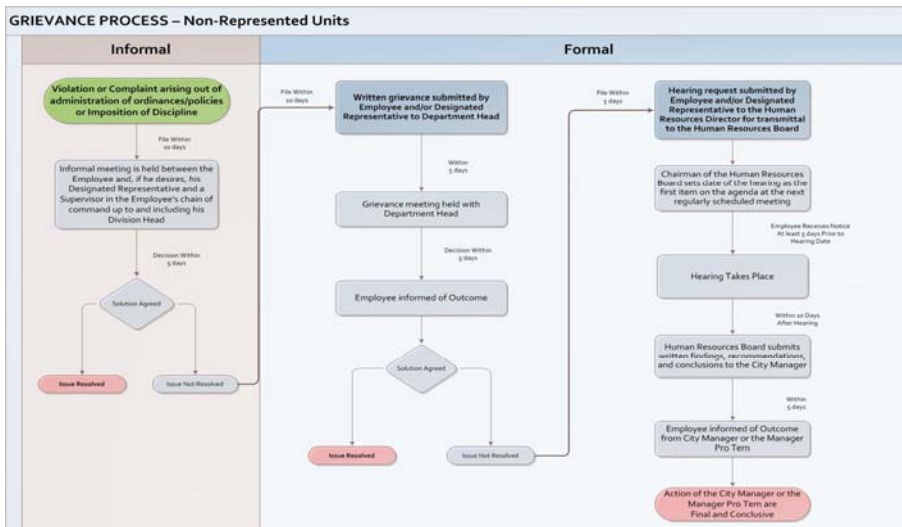 GRIEVANCE PROCESS – Non-Represented Units
Informal
Violation or Complaint arising out of
administration of ordinances/policies
or Imposition of Discipline
File Within
10 days
Informal meeting is held between the
Employee and, if he desires, his
Designated Representative and a
Supervisor in the Employee's chain of
command up to and including his
Division Head
Decision Within
5 days
Solution Agreed
Issue Resolved
Issue Not Resolved
Formal
File Within
10 days
Written grievance submitted by
Employee and/or Designated
Representative to Department Head
Within
5 days
Grievance meeting held with
Department Head
Decision Within
5 days
Employee informed of Outcome
Solution Agreed
Issue Resolved
Issue Not Resolved
File Within
5 days
Hearing request submitted by
Employee and/or Designated
Representative to the Human
Resources Director for transmittal
to the Human Resources Board
Chairman of the Human Resources
Board sets date of the hearing as the
first item on the agenda at the next
regularly scheduled meeting
Employee Receives Notice
At least 5 days Prior to
Hearing Date
Hearing Takes Place
Within 10 Days
After Hearing
Human Resources Board submits
written findings, recommendations,
and conclusions to the City Manager
Within
5 days
Employee informed of Outcome
from City Manager or the Manager
Pro Tem
Action of the City Manager or the
Manager Pro Tem are
Final and Conclusive